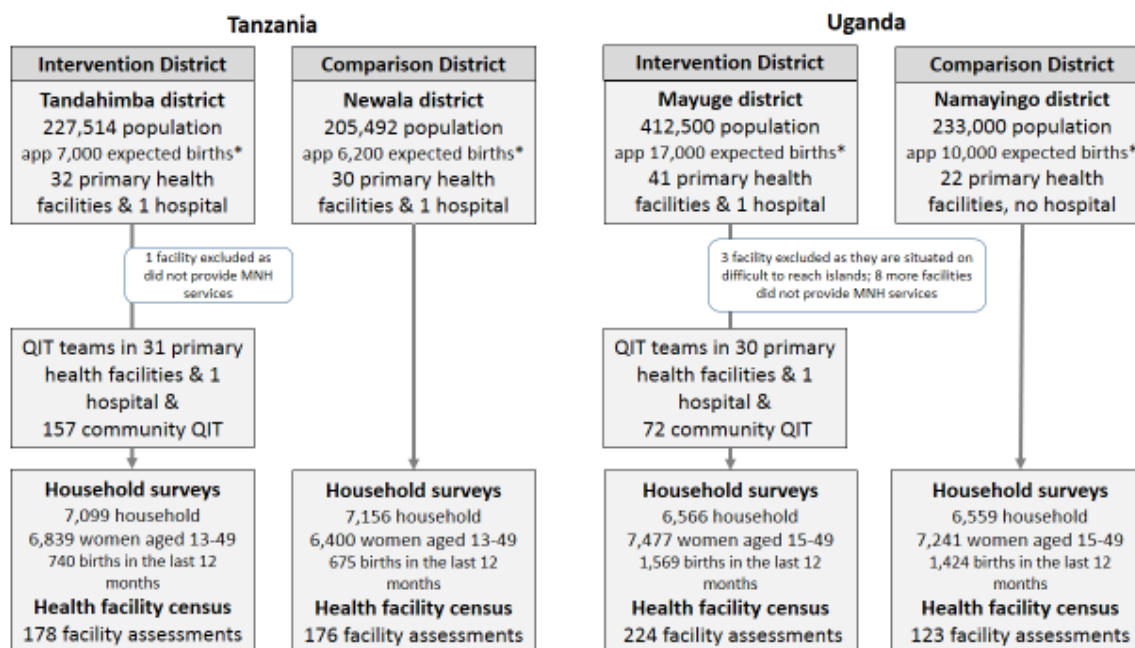 Tanzania
Intervention District
Tandahimba district
227,514 population
app 7,000 expected births*
32 primary health
facilities & 1 hospital
Comparison District
Newala district
205,492 population
app 6,200 expected births*
30 primary health
facilities & 1 hospital
1 facility excluded as
did not provide MNH
services
QIT teams in 31 primary
health facilities & 1
hospital &
157 community QIT
Household surveys
7,099 household
6,839 women aged 13-49
740 births in the last 12
months
Health facility census
178 facility assessments
Household surveys
7,156 household
6,400 women aged 13-49
675 births in the last 12
months
Health facility census
176 facility assessments
Uganda
Intervention District
Mayuge district
412,500 population
app 17,000 expected births*
41 primary health
facilities & 1 hospital
Comparison District
Namayingo district
233,000 population
app 10,000 expected births*
22 primary health
facilities, no hospital
3 facility excluded as they are situated on
difficult to reach islands; 8 more facilities
did not provide MNH services
QIT teams in 30 primary
health facilities & 1
hospital &
72 community QIT
Household surveys
6,566 household
7,477 women aged 15-49
1,569 births in the last 12
months
Health facility census
224 facility assessments
Household surveys
6,559 household
7,241 women aged 15-49
1,424 births in the last 12
months
Health facility census
123 facility assessments